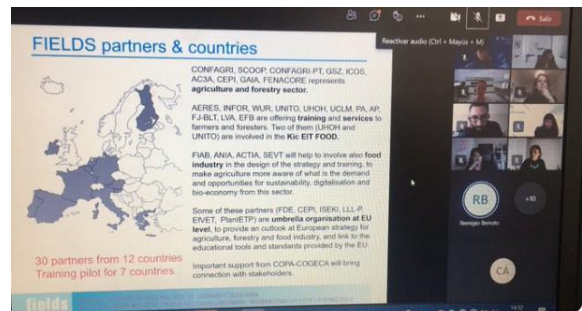 Salir
Reactivar audio (Ctrl + Mayús + M)
FIELDS partners & countries
CONFAGRI, SCOOP, CONFAGRI-PT, GSZ, ICOS,
AC3A, CEPI, GAIA, FENACORE represents
agriculture and forestry sector.
AERES, INFOR, WUR, UNITO, UHOH, UCLM, PA, AP,
FJ-BLT, LVA, EFB are offering training and services to
farmers and foresters. Two of them (UHOH and
UNITO) are involved in the Kic EIT FOOD.
FIAB, ANIA, ACTIA, SEVT will help to involve also food
industry in the design of the strategy and training, to
make agriculture more aware of what is the demand
and opportunities for sustainability, digitalisation and
bio-economy from this sector.
Some of these partners (FDE, CEPI, ISEKI, LLL-P,
EfVET, PlantETP) are umbrella organisation at EU
level, to provide an outlook at European strategy for
agriculture, forestry and food industry, and link to the
educational tools and standards provided by the EU.
Important support from COPA-COGECA will bring
connection with stakeholders.
30 partners from 12 countries
Training pilot for 7 countries
fields
RB
+10
Remigio Berruto
CÁ